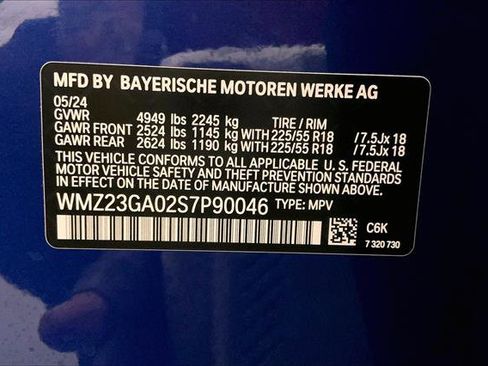 MFD BY BAYERISCHE MOTOREN WERKE AG
05/24
GVWR 4949 lbs 2245 kg TIRE / RIM
GAWR FRONT 2524 lbs 1145 kg WITH 225/55 R18 /7.5Jx 18
GAWR REAR 2624 lbs 1190 kg WITH 225/55 R18 /7.5Jx 18
THIS VEHICLE CONFORMS TO ALL APPLICABLE U. S. FEDERAL
MOTOR VEHICLE SAFETY AND THEFT PREVENTION STANDARDS
IN EFFECT ON THE DATE OF MANUFACTURE SHOWN ABOVE.
WMZ23GA02S7P90046 TYPE: MPV
C6K
7 320 730